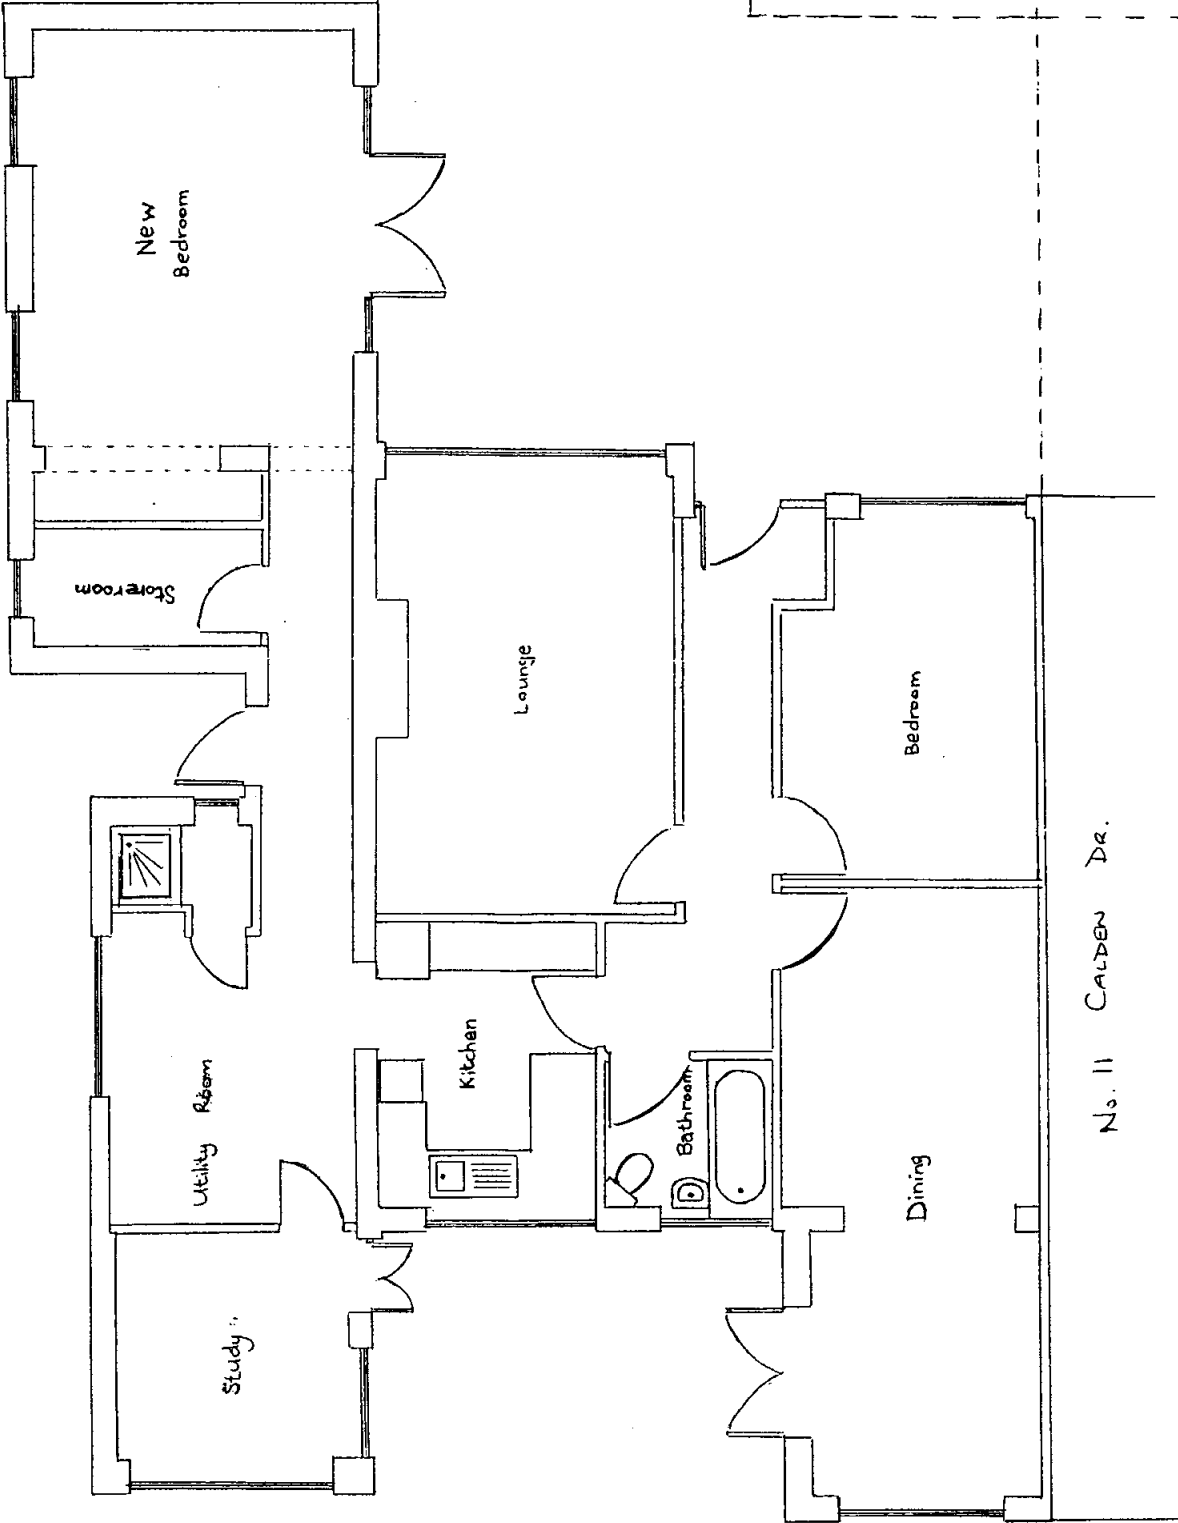 New
Bedroom
Storeroom
Lounge
Bedroom
Kitchen
Utility Room
Bathroom
Dining
Study
No. 11 CALDEN DR.